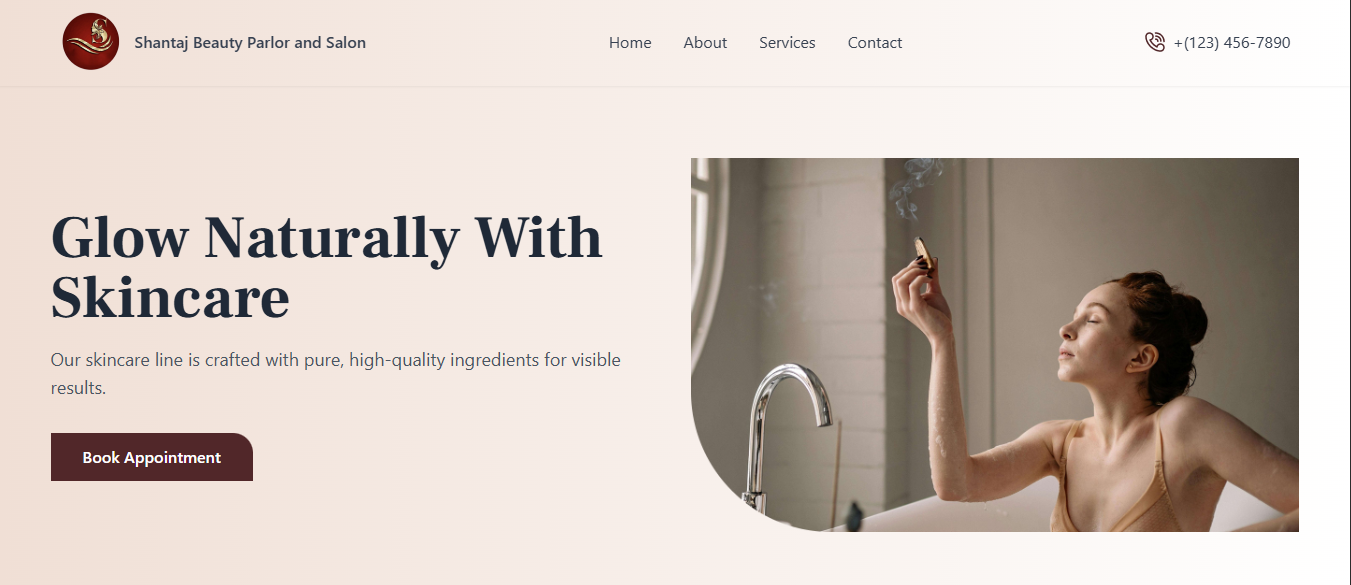 Shantaj Beauty Parlor and Salon
Home About Services Contact
+(123) 456-7890
Glow Naturally With
Skincare
Our skincare line is crafted with pure, high-quality ingredients for visible
results.
Book Appointment